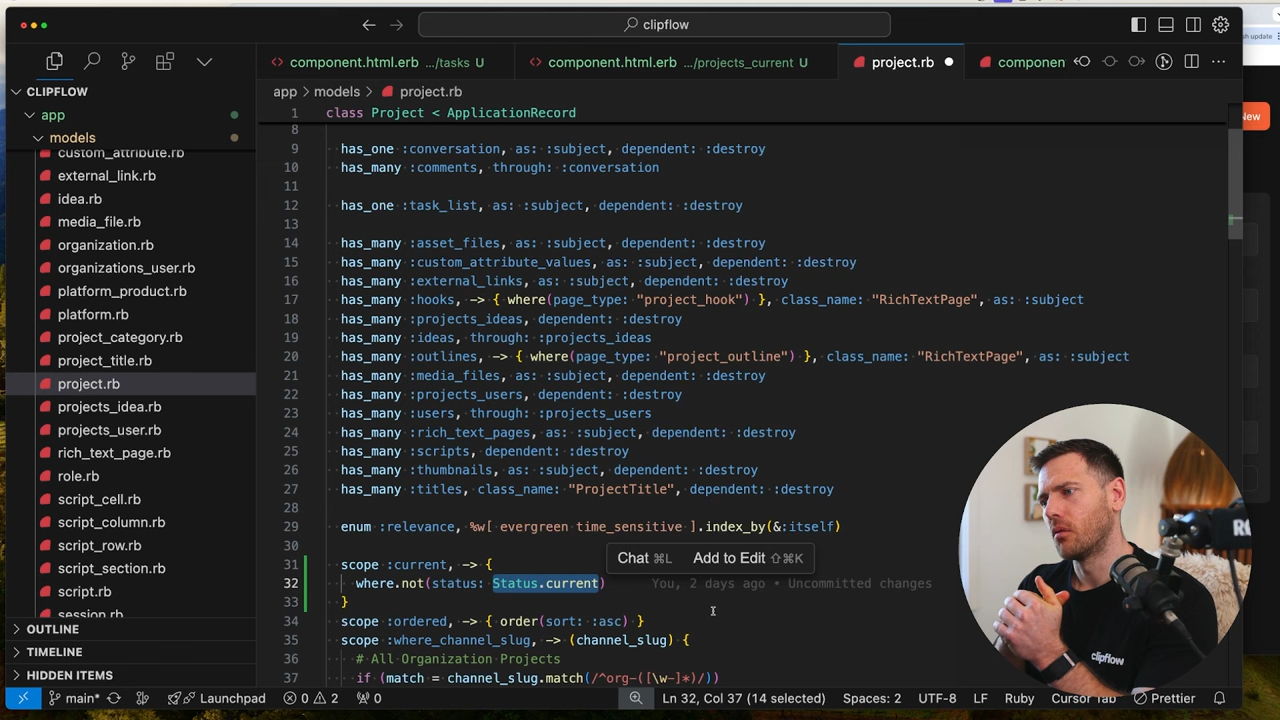 clipflow
component.html.erb .../tasks U
component.html.erb .../projects_current U
project.rb
componen
CLIPFLOW
app
models
custom_attribute.rb
external_link.rb
idea.rb
media_file.rb
organization.rb
organizations_user.rb
platform_product.rb
platform.rb
project_category.rb
project_title.rb
project.rb
projects_idea.rb
projects_user.rb
rich_text_page.rb
role.rb
script_cell.rb
script_column.rb
script_row.rb
script_section.rb
script.rb
session.rb
OUTLINE
TIMELINE
HIDDEN ITEMS
app > models > project.rb
1 class Project < ApplicationRecord
8
9 has_one :conversation, as: :subject, dependent: :destroy
10 has_many :comments, through: :conversation
11
12 has_one :task_list, as: :subject, dependent: :destroy
13
14 has_many :asset_files, as: :subject, dependent: :destroy
15 has_many :custom_attribute_values, as: :subject, dependent: :destroy
16 has_many :external_links, as: :subject, dependent: :destroy
17 has_many :hooks, -> { where(page_type: "project_hook") }, class_name: "RichTextPage", as: :subject
18 has_many :projects_ideas, dependent: :destroy
19 has_many :ideas, through: :projects_ideas
20 has_many :outlines, -> { where(page_type: "project_outline") }, class_name: "RichTextPage", as: :subject
21 has_many :media_files, as: :subject, dependent: :destroy
22 has_many :projects_users, dependent: :destroy
23 has_many :users, through: :projects_users
24 has_many :rich_text_pages, as: :subject, dependent: :destroy
25 has_many :scripts, dependent: :destroy
26 has_many :thumbnails, as: :subject, dependent: :destroy
27 has_many :titles, class_name: "ProjectTitle", dependent: :destroy
28
29 enum :relevance, %w[ evergreen time_sensitive ].index_by(&:itself)
30
Chat ⌘L Add to Edit ⇧⌘K
31 scope :current, -> {
32 where.not(status: Status.current) You, 2 days ago • Uncommitted changes
33 }
34 scope :ordered, -> { order(sort: :asc) }
35 scope :where_channel_slug, -> (channel_slug) {
36 # All Organization Projects
37 if (match = channel_slug.match(/^org-([\w-]*)/))
main* Launchpad 0 2 0 Ln 32, Col 37 (14 selected) Spaces: 2 UTF-8 LF Ruby Cursor Tab Prettier
New
clipflow